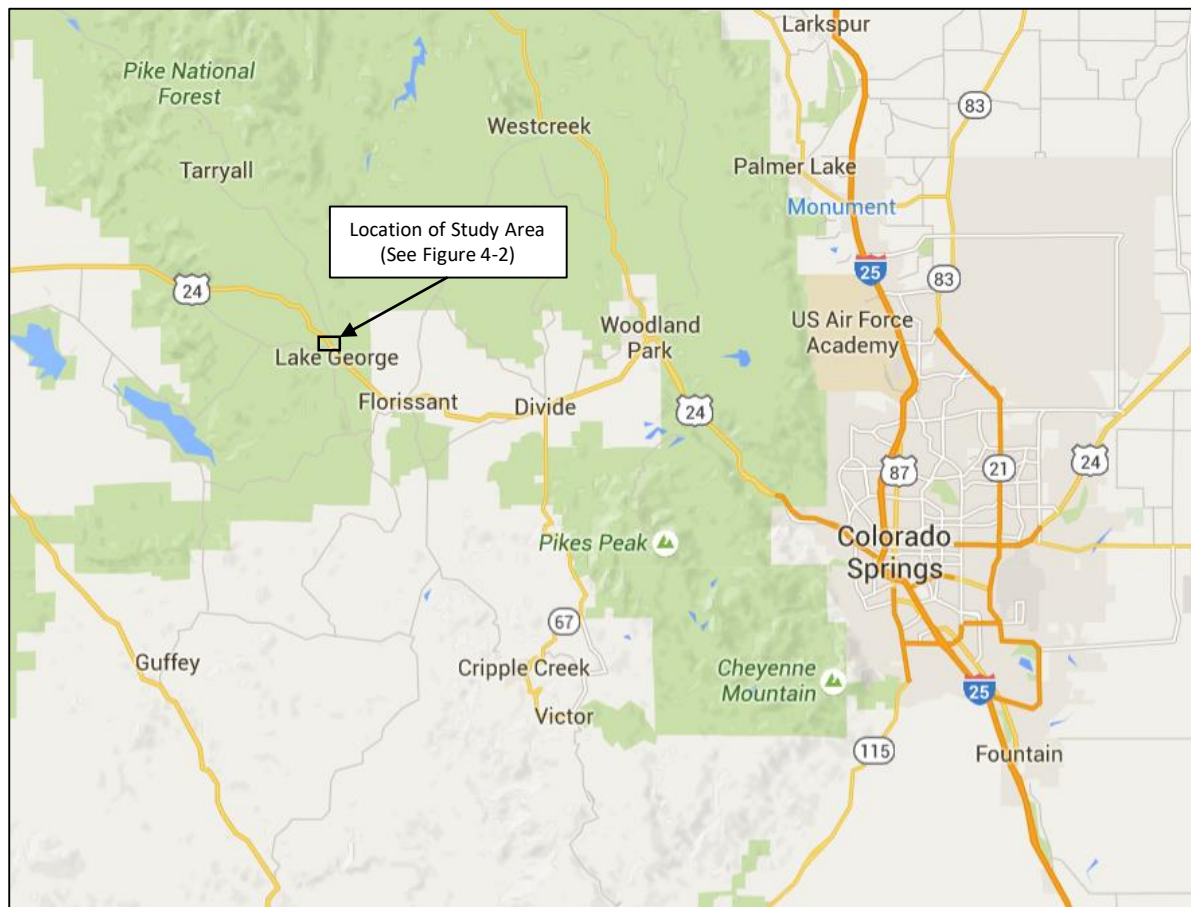 Larkspur
Pike National
Forest
83
Westcreek
Tarryall
Palmer Lake
Monument
Location of Study Area
(See Figure 4-2)
25
83
24
US Air Force
Academy
Woodland
Park
Lake George
Florissant
Divide
24
87
21
24
Pikes Peak
Colorado
Springs
67
Guffey
Cripple Creek
Cheyenne
Mountain
25
Victor
115
Fountain